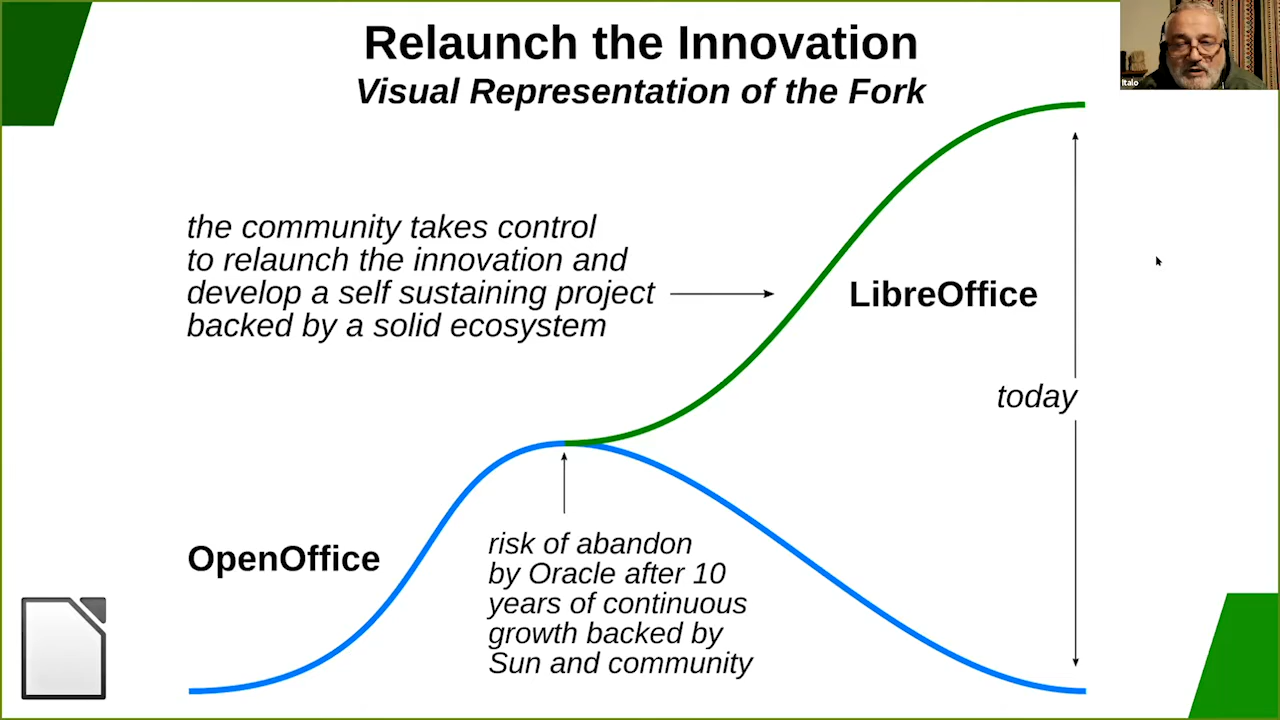 Relaunch the Innovation
Visual Representation of the Fork
Italo
the community takes control
to relaunch the innovation and
develop a self sustaining project
backed by a solid ecosystem
LibreOffice
today
OpenOffice
risk of abandon
by Oracle after 10
years of continuous
growth backed by
Sun and community